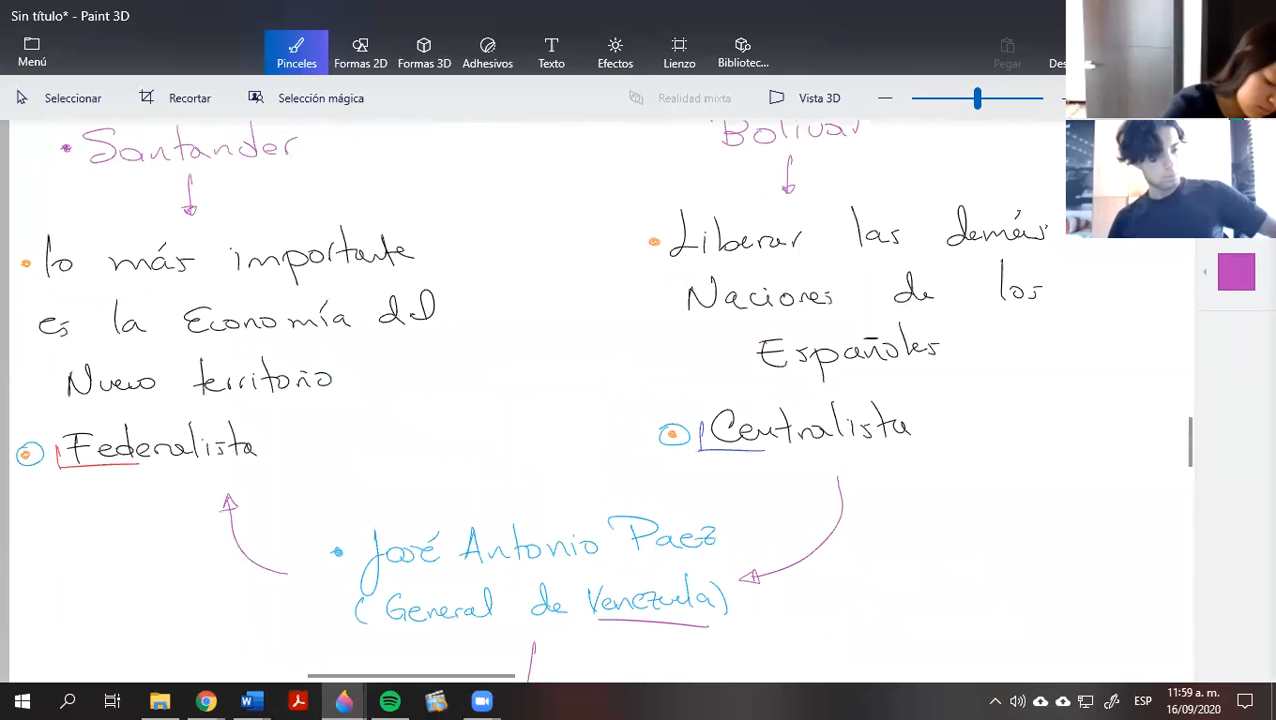 Sin título* - Paint 3D
Menú
Pinceles
Formas 2D
Formas 3D
Adhesivos
Texto
Efectos
Lienzo
Bibliotec...
Pegar
Des
Seleccionar
Recortar
Selección mágica
Realidad mixta
Vista 3D
• Santander
• lo más importante
es la Economía del
Nuevo territorio
Federalista
Bolívar
• Liberar las demás
Naciones de los
Españoles
Centralista
• José Antonio Paez
(General de Venezuela)
ESP
11:59 a. m.
16/09/2020